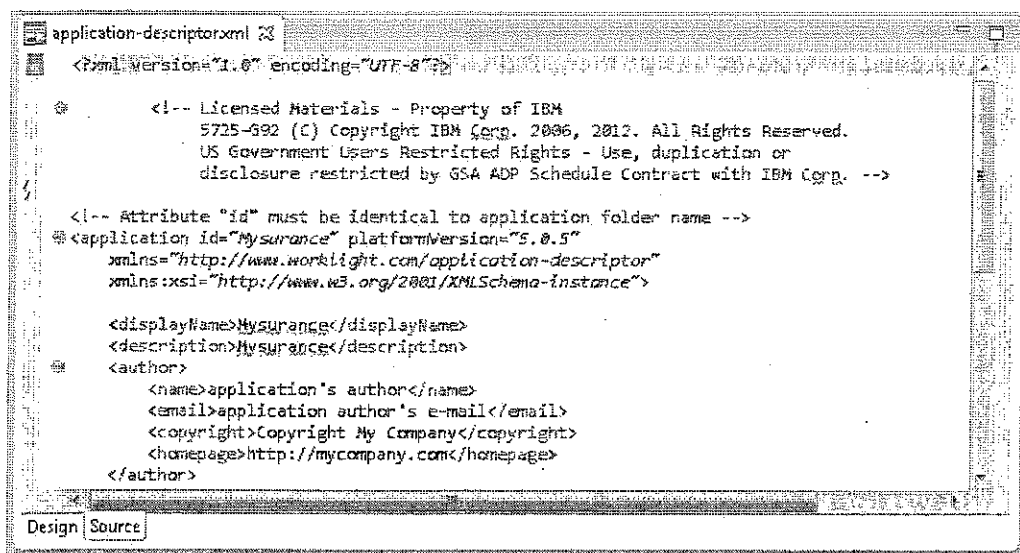 application-descriptor.xml
<?xml version="1.0" encoding="UTF-8"?>
<!-- Licensed Materials - Property of IBM
5725-G92 (C) Copyright IBM Corp. 2006, 2012. All Rights Reserved.
US Government Users Restricted Rights - Use, duplication or
disclosure restricted by GSA ADP Schedule Contract with IBM Corp. -->
<!-- Attribute "id" must be identical to application folder name -->
<application id="Mysurance" platformVersion="5.0.5"
xmlns="http://www.worklight.com/application-descriptor"
xmlns:xsi="http://www.w3.org/2001/XMLSchema-instance">
<displayName>Mysurance</displayName>
<description>Mysurance</description>
<author>
<name>application's author</name>
<email>application author's e-mail</email>
<copyright>Copyright My Company</copyright>
<homepage>http://mycompany.com</homepage>
</author>
Design Source